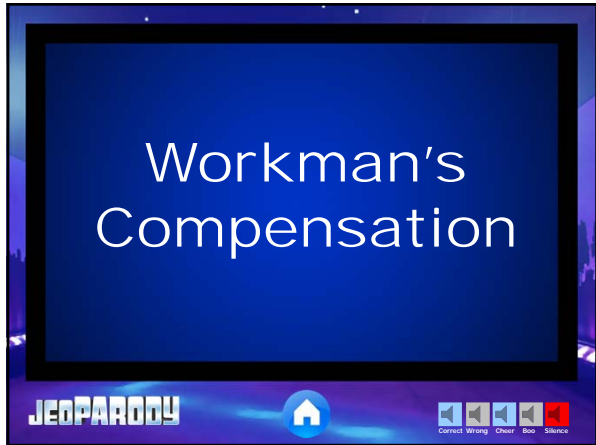 Workman's
Compensation
JEOPARODY
Correct Wrong Cheer Boo Silence